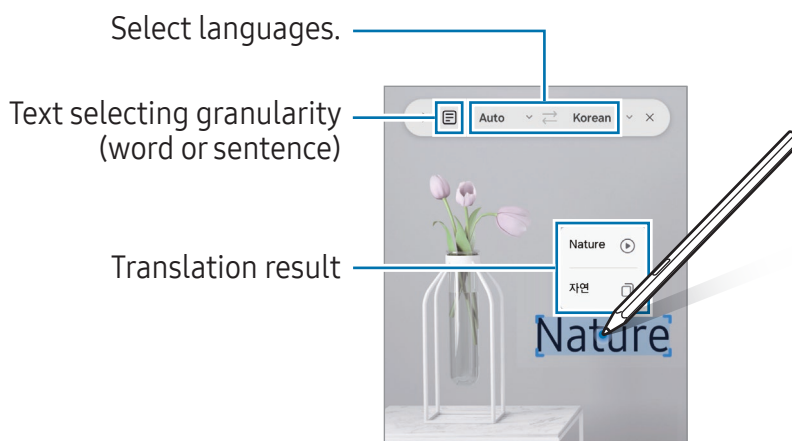 Select languages.
Text selecting granularity
(word or sentence)
Auto
Korean
Translation result
Nature
자연
Nature